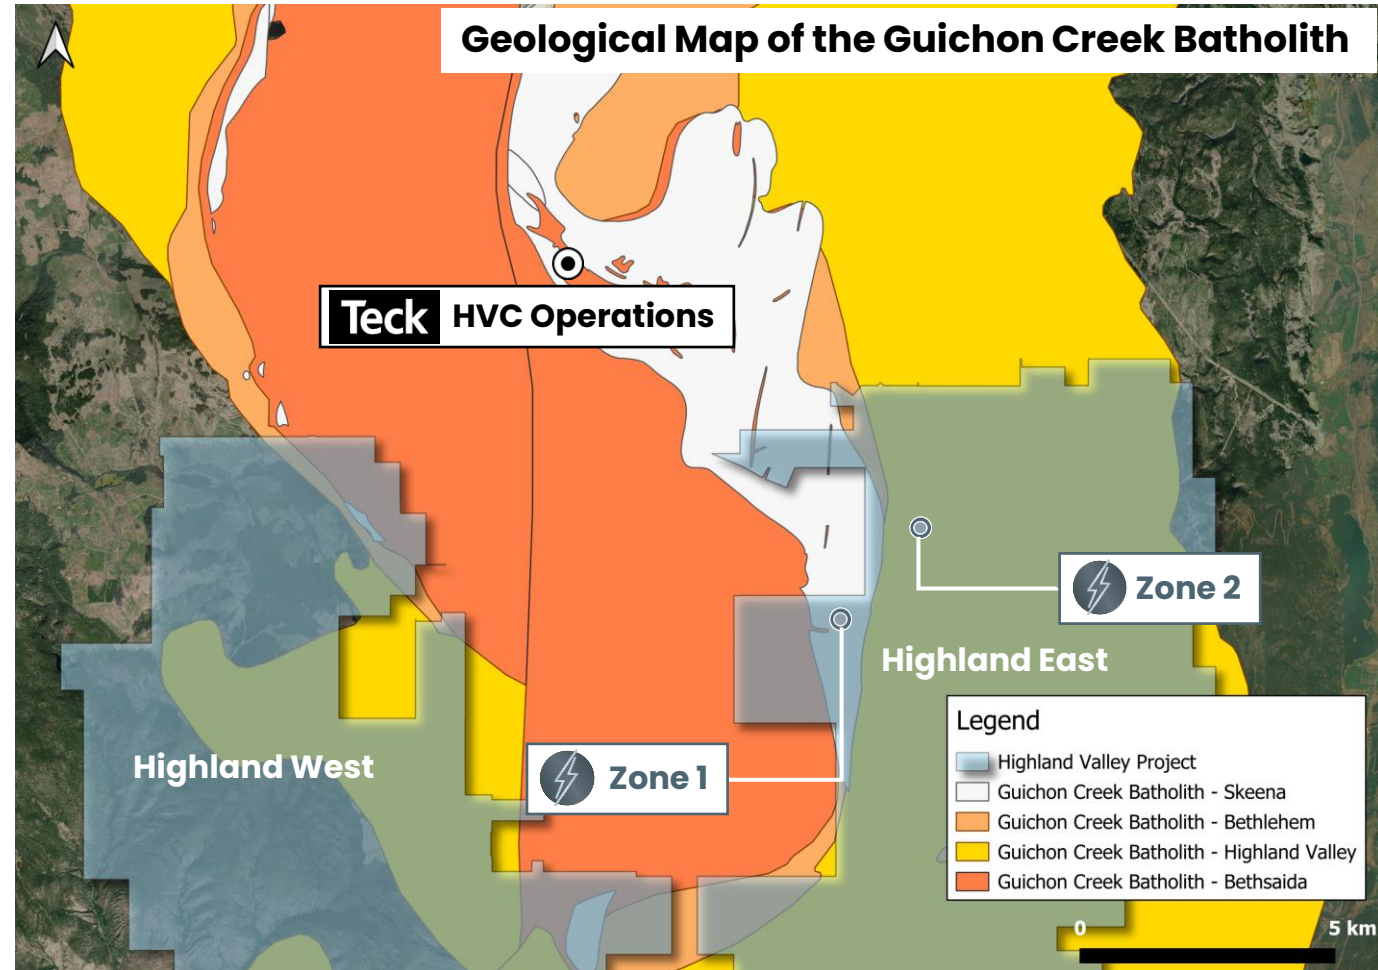 Geological Map of the Guichon Creek Batholith
Teck HVC Operations
Zone 2
Highland East
Highland West
Zone 1
Legend
Highland Valley Project
Guichon Creek Batholith - Skeena
Guichon Creek Batholith - Bethlehem
Guichon Creek Batholith - Highland Valley
Guichon Creek Batholith - Bethsaida
0 5 km